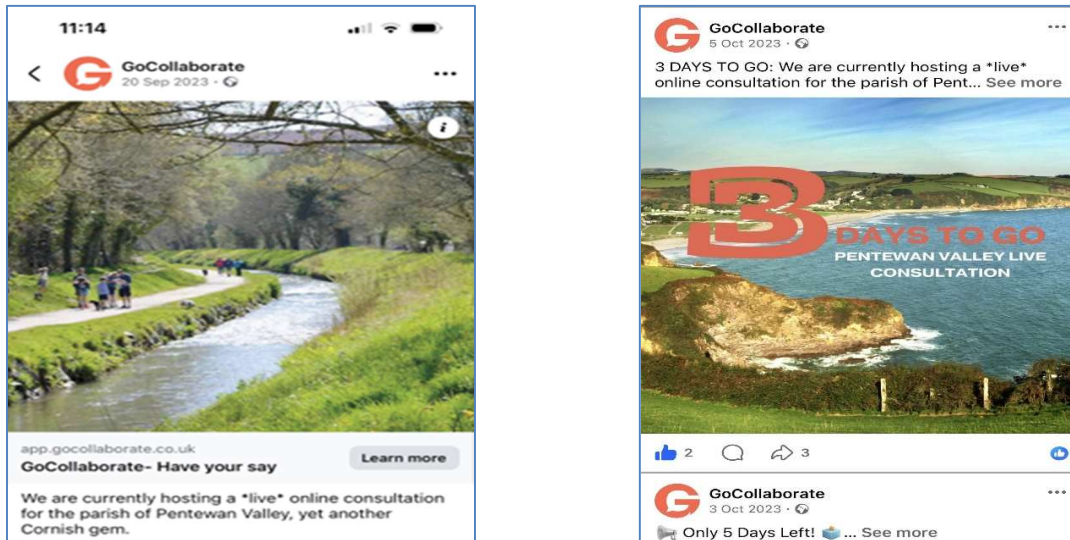 11:14
GoCollaborate
20 Sep 2023 ·
app.gocollaborate.co.uk
GoCollaborate- Have your say
Learn more
We are currently hosting a *live* online consultation
for the parish of Pentewan Valley, yet another
Cornish gem.
GoCollaborate
5 Oct 2023 ·
3 DAYS TO GO: We are currently hosting a *live*
online consultation for the parish of Pent... See more
3
DAYS TO GO
PENTEWAN VALLEY LIVE
CONSULTATION
2
3
GoCollaborate
3 Oct 2023 ·
📢 Only 5 Days Left! 🗳️ ... See more